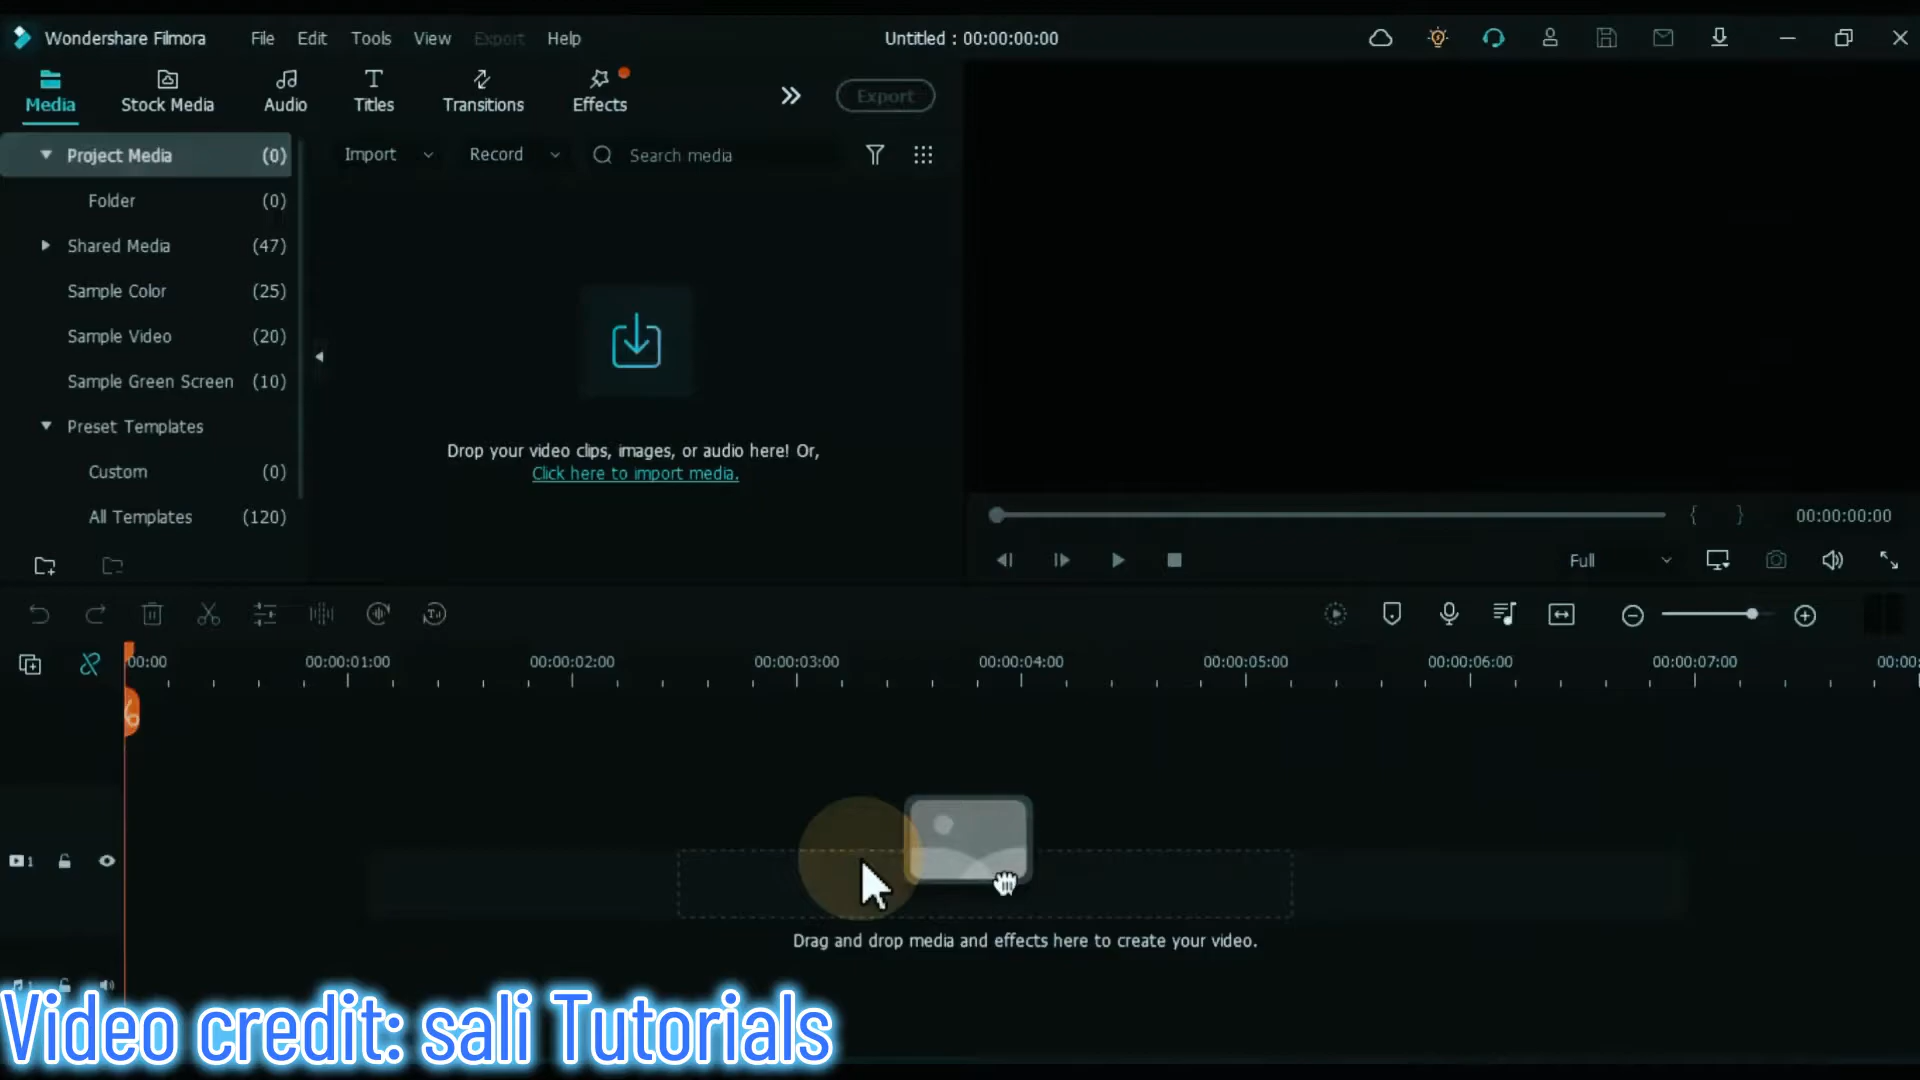 Wondershare Filmora File Edit Tools View Export Help Untitled : 00:00:00:00
Media Stock Media Audio Titles Transitions Effects Export
Project Media (0) Import Record Search media
Folder (0)
Shared Media (47)
Sample Color (25)
Sample Video (20)
Sample Green Screen (10)
Preset Templates
Custom (0)
All Templates (120)
Drop your video clips, images, or audio here! Or,
Click here to import media.
{ } 00:00:00:00
Full
00:00 00:00:01:00 00:00:02:00 00:00:03:00 00:00:04:00 00:00:05:00 00:00:06:00 00:00:07:00 00:00:
1
Drag and drop media and effects here to create your video.
Video credit: sali Tutorials